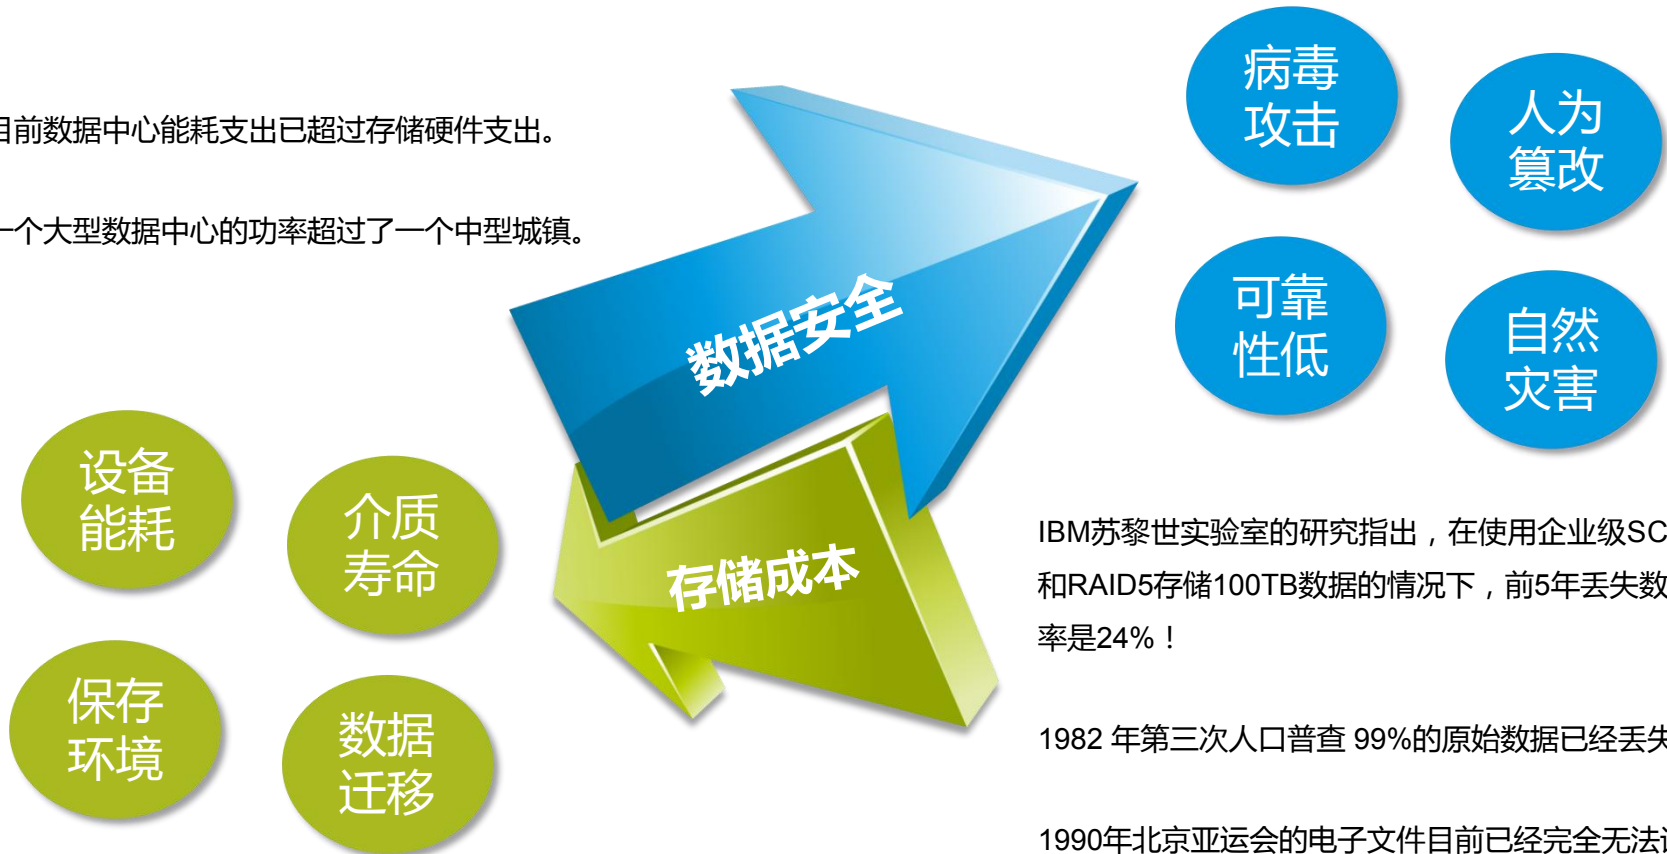 目前数据中心能耗支出已超过存储硬件支出。
一个大型数据中心的功率超过了一个中型城镇。
病毒
攻击
人为
篡改
可靠
性低
自然
灾害
数据安全
存储成本
设备
能耗
介质
寿命
保存
环境
数据
迁移
IBM苏黎世实验室的研究指出，在使用企业级SC
和RAID5存储100TB数据的情况下，前5年丢失数
率是24%！
1982 年第三次人口普查 99%的原始数据已经丢失
1990年北京亚运会的电子文件目前已经完全无法